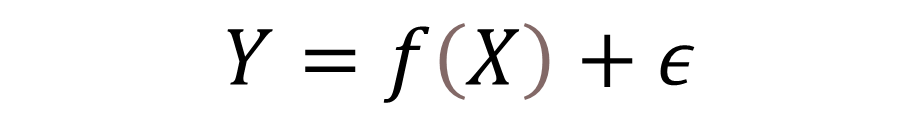 Y = f(X) + ϵ